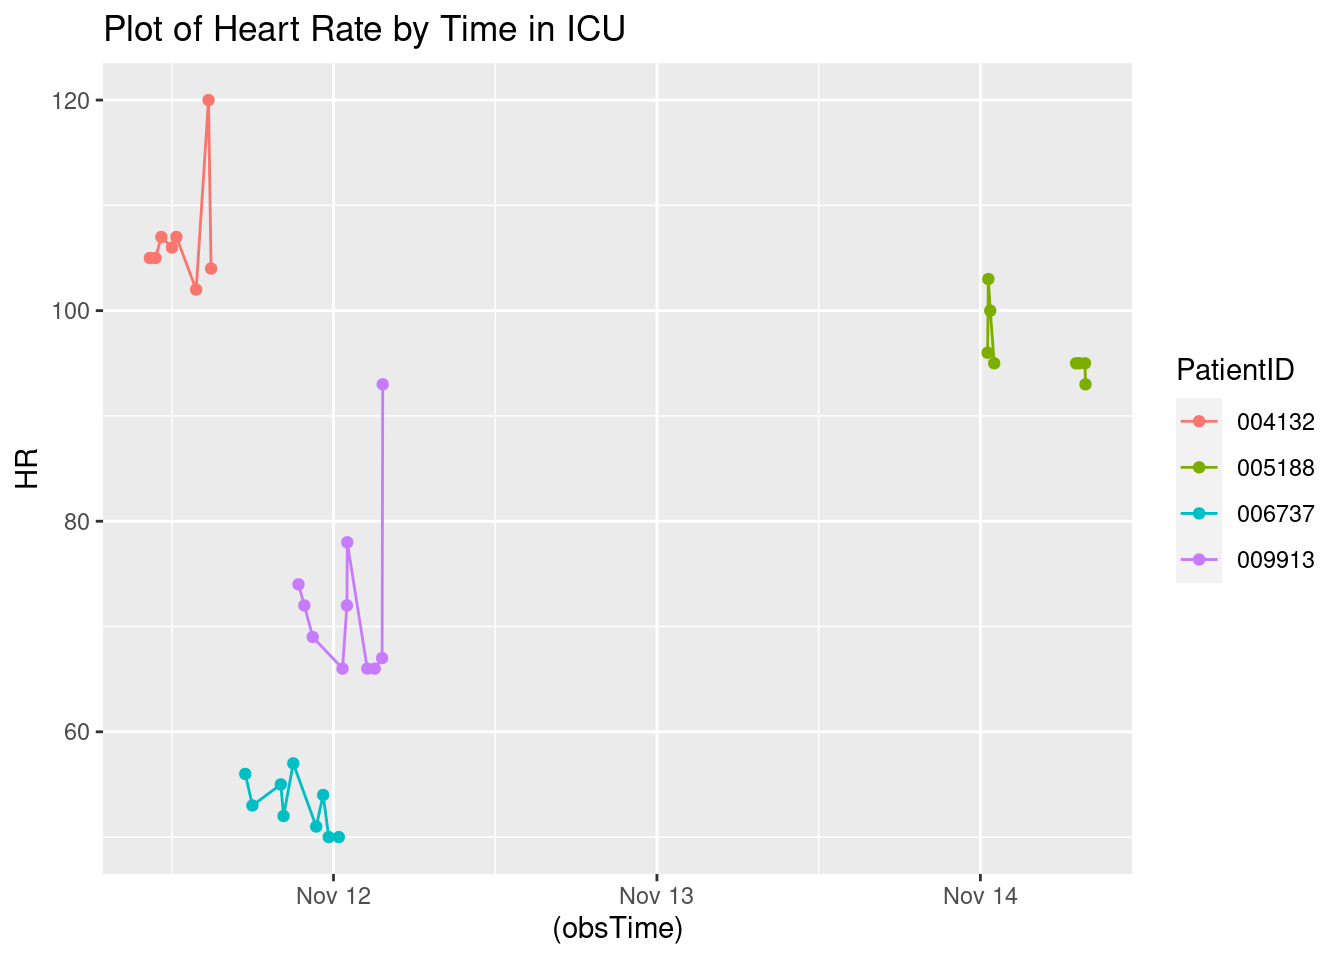 Plot of Heart Rate by Time in ICU
120
100
80
60
HR
Nov 12
Nov 13
Nov 14
(obsTime)
PatientID
004132
005188
006737
009913